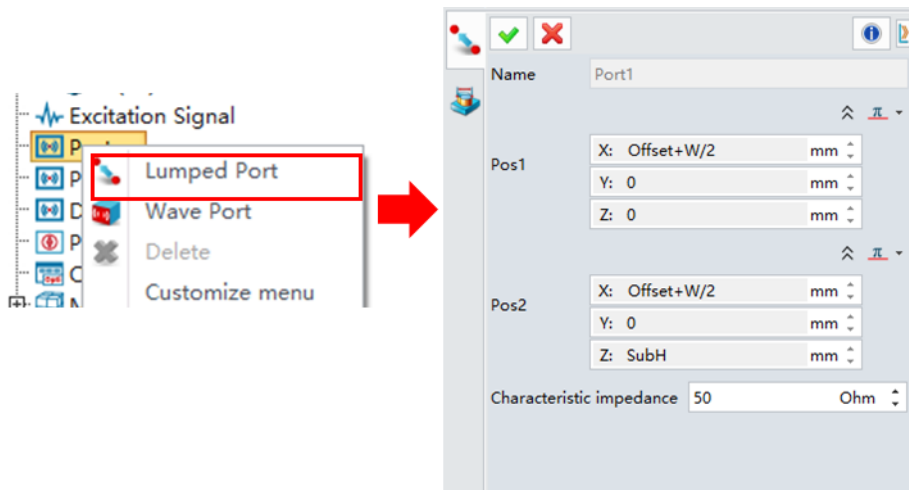 Excitation Signal
Lumped Port
Wave Port
Delete
Customize menu
Name Port1
π
Pos1
X: Offset+W/2 mm
Y: 0 mm
Z: 0 mm
π
Pos2
X: Offset+W/2 mm
Y: 0 mm
Z: SubH mm
Characteristic impedance 50 Ohm